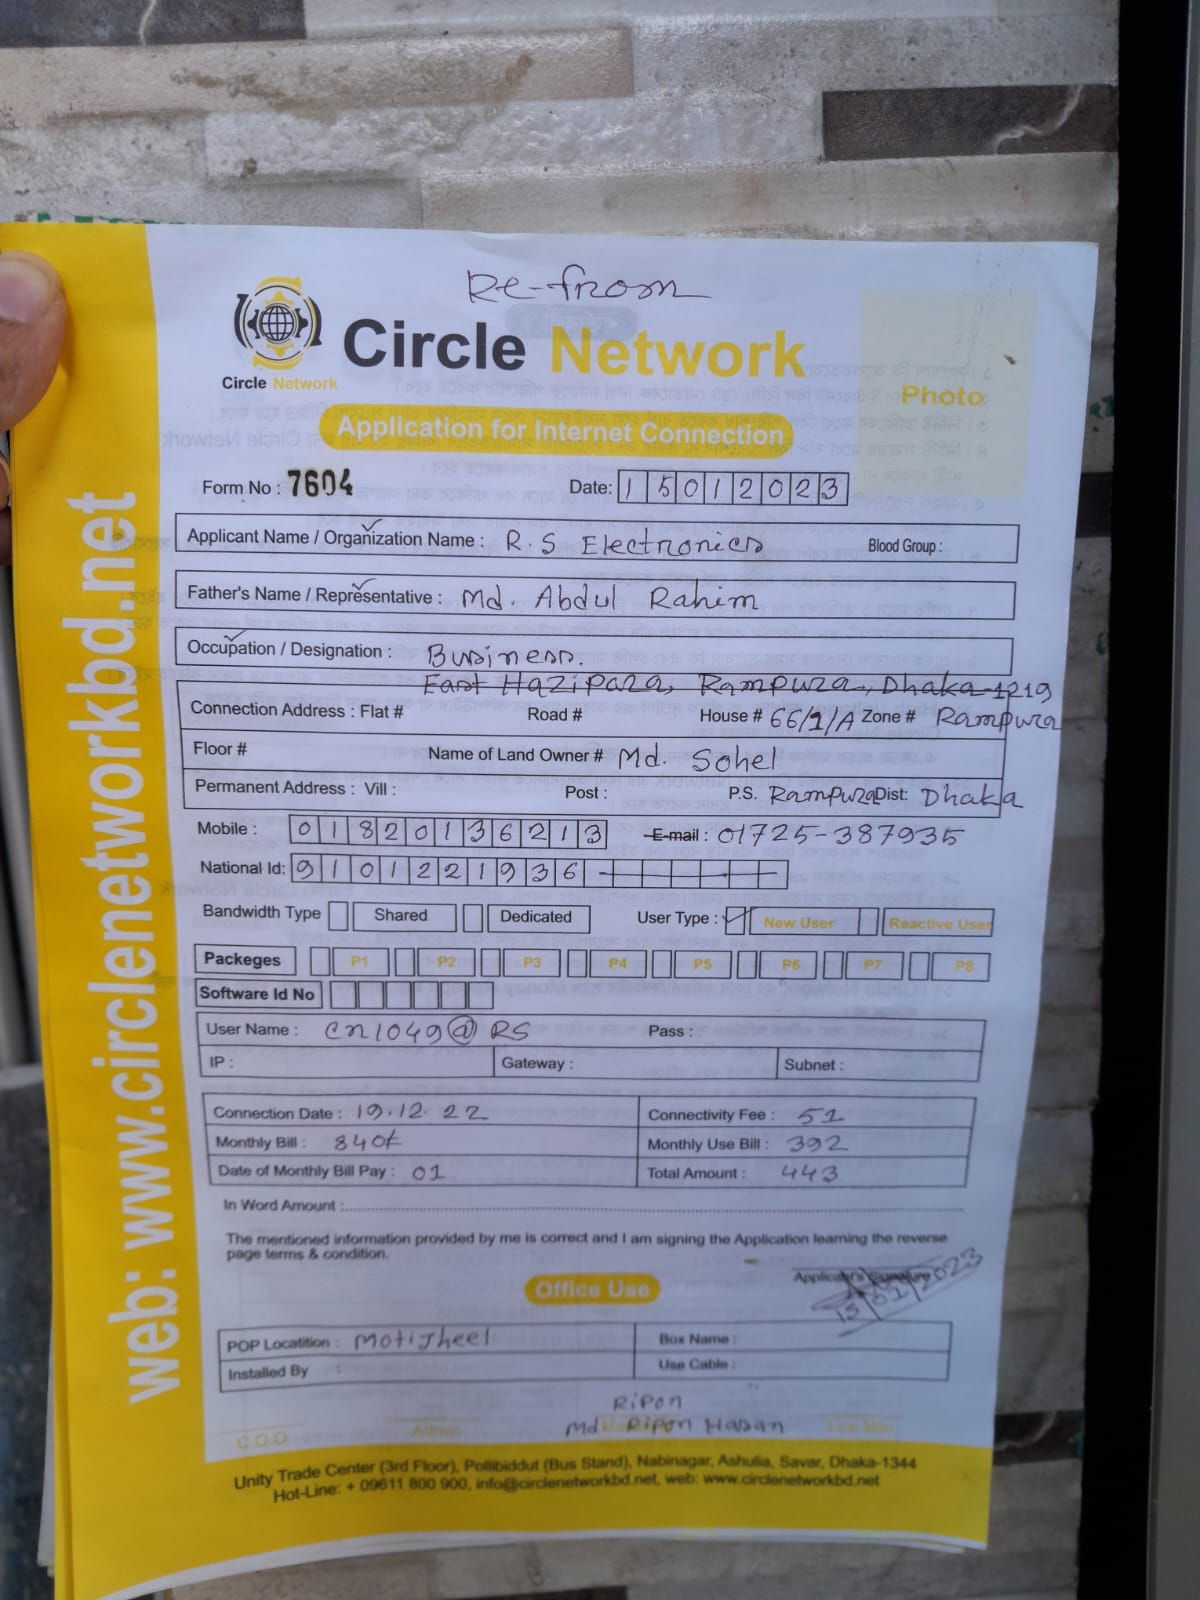 Re-from
Circle Network
Circle Network
Photo
Application for Internet Connection
Form No : 7604 Date: 15012023
Applicant Name / Organization Name : R.S Electronics Blood Group :
Father's Name / Representative : Md. Abdul Rahim
Occupation / Designation : Business.
East Hazipara, Rampura, Dhaka-1219
Connection Address : Flat # Road # House # 66/1/A Zone # Rampura
Floor # Name of Land Owner # Md. Sohel
Permanent Address : Vill : Post : P.S. Rampura Dist: Dhaka
Mobile : 01820136213 E-mail : 01725-387935
National Id: 9101221936
Bandwidth Type Shared Dedicated User Type : New User Reactive User
Packeges P1 P2 P3 P4 P5 P6 P7 P8
Software Id No
User Name : cn1049@RS Pass :
IP : Gateway : Subnet :
Connection Date : 19.12.22 Connectivity Fee : 51
Monthly Bill : 840 Monthly Use Bill : 392
Date of Monthly Bill Pay : 01 Total Amount : 443
In Word Amount :
The mentioned information provided by me is correct and I am signing the Application learning the reverse
page terms & condition.
Applicant's Signature
15/01/2023
Office Use
POP Locatition : Motijheel Box Name :
Installed By : Use Cable :
Ripon
Md. Ripon Hasan
C.O.O Admin Line Man
Unity Trade Center (3rd Floor), Pollibiddut (Bus Stand), Nabinagar, Ashulia, Savar, Dhaka-1344
Hot-Line: + 09611 800 900, info@circlenetworkbd.net, web: www.circlenetworkbd.net
web: www.circlenetworkbd.net